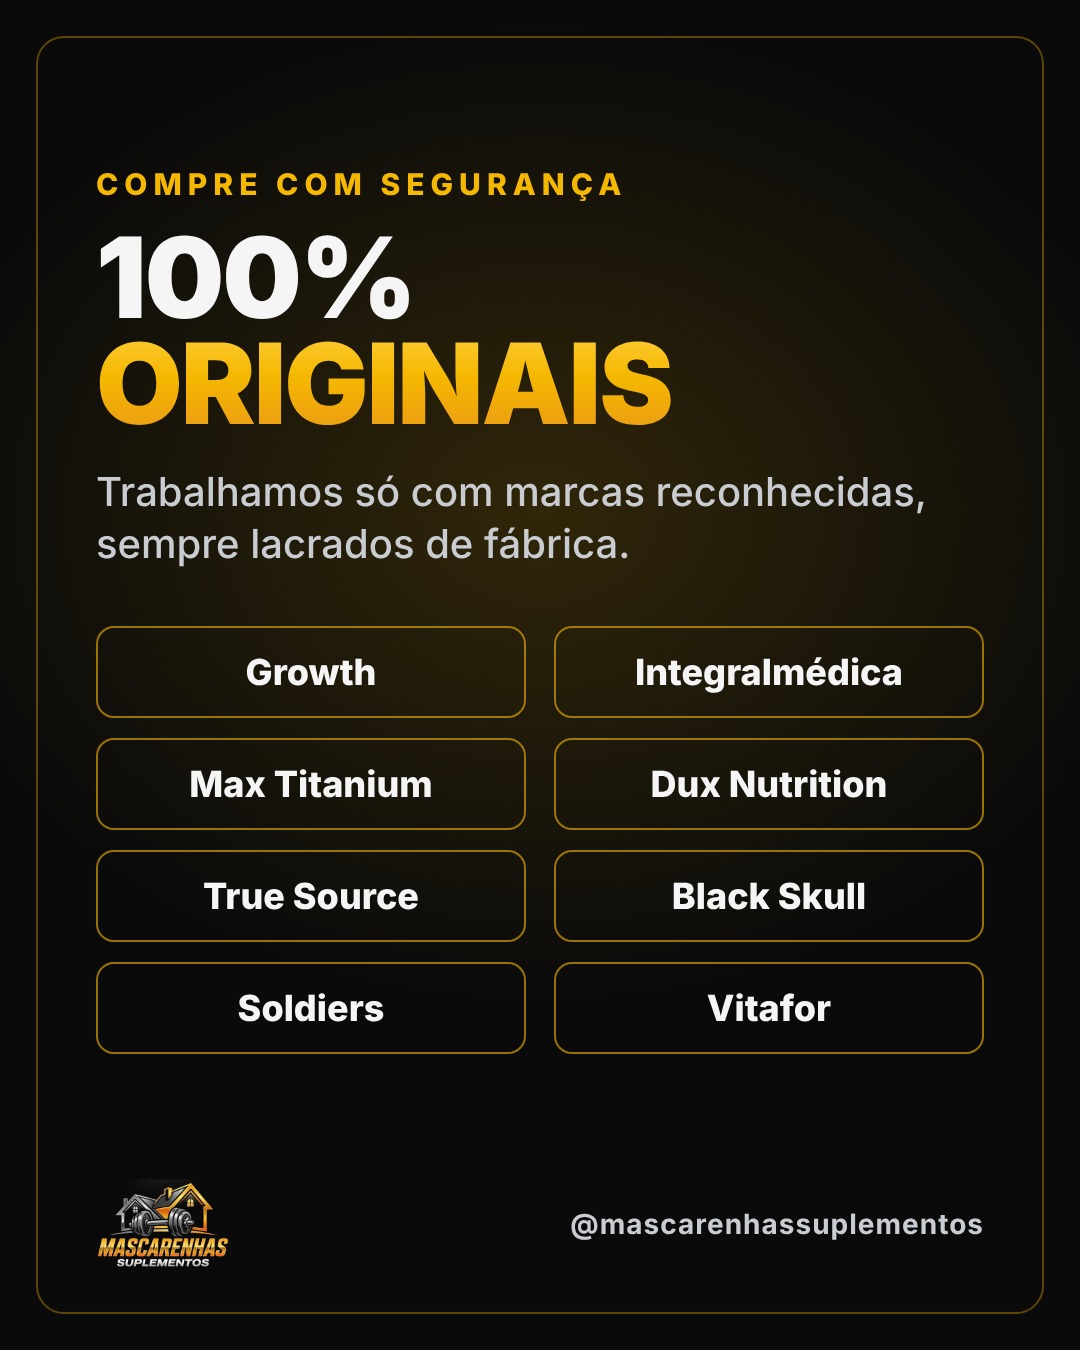 COMPRE COM SEGURANÇA
100%
ORIGINAIS
Trabalhamos só com marcas reconhecidas,
sempre lacrados de fábrica.
Growth
Integralmédica
Max Titanium
Dux Nutrition
True Source
Black Skull
Soldiers
Vitafor
MASCARENHAS
SUPLEMENTOS
@mascarenhassuplementos